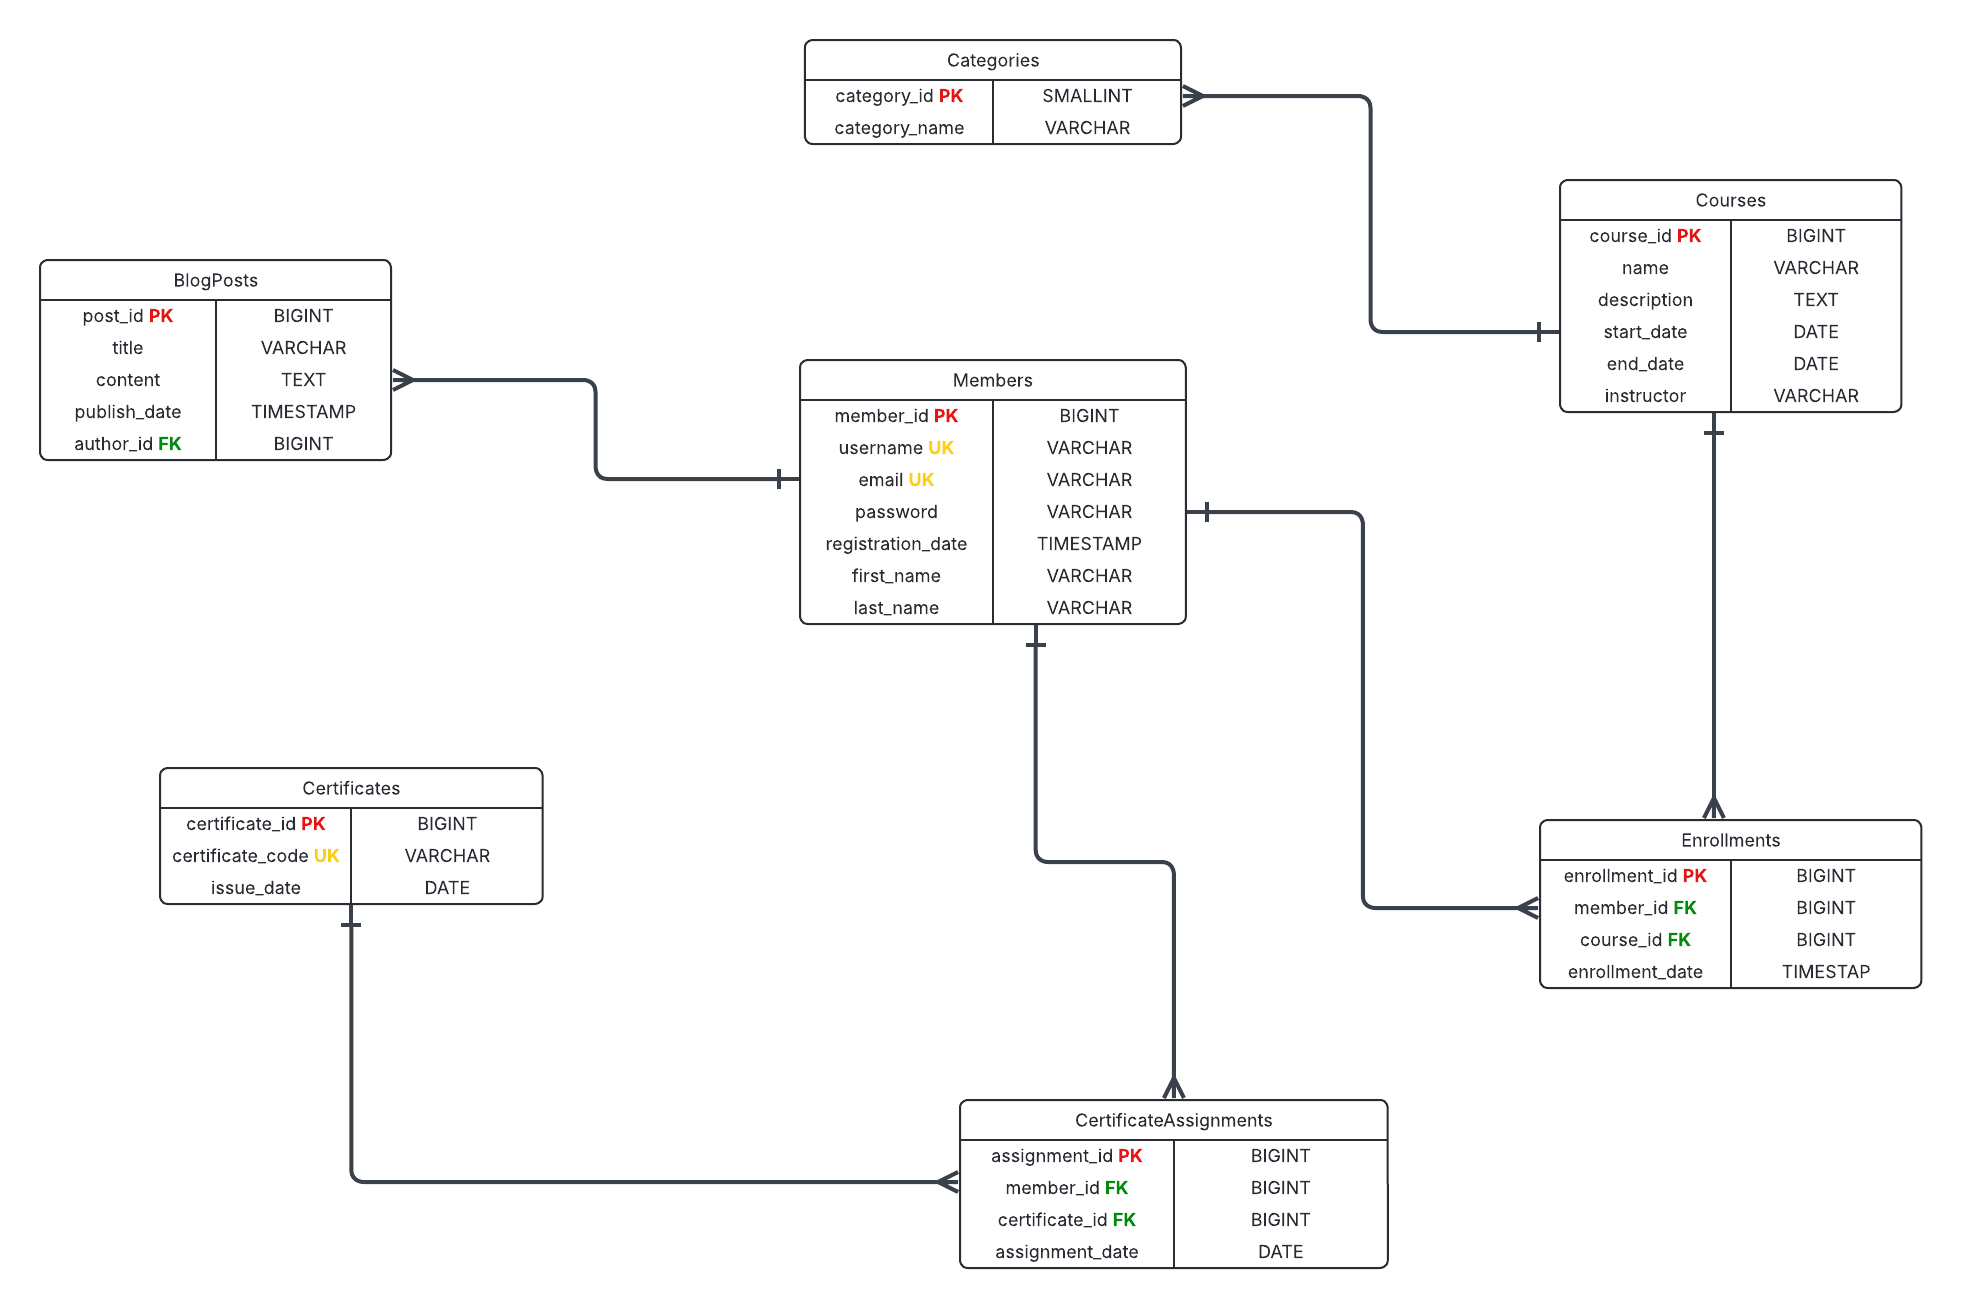 Categories
category_id PK SMALLINT
category_name VARCHAR
Courses
course_id PK BIGINT
name VARCHAR
description TEXT
start_date DATE
end_date DATE
instructor VARCHAR
BlogPosts
post_id PK BIGINT
title VARCHAR
content TEXT
publish_date TIMESTAMP
author_id FK BIGINT
Members
member_id PK BIGINT
username UK VARCHAR
email UK VARCHAR
password VARCHAR
registration_date TIMESTAMP
first_name VARCHAR
last_name VARCHAR
Certificates
certificate_id PK BIGINT
certificate_code UK VARCHAR
issue_date DATE
Enrollments
enrollment_id PK BIGINT
member_id FK BIGINT
course_id FK BIGINT
enrollment_date TIMESTAP
CertificateAssignments
assignment_id PK BIGINT
member_id FK BIGINT
certificate_id FK BIGINT
assignment_date DATE